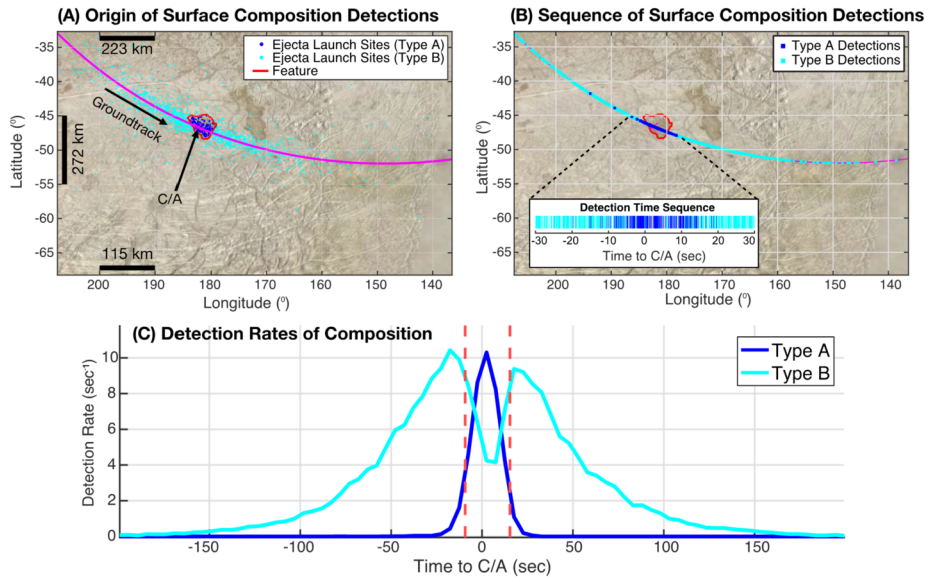 (A) Origin of Surface Composition Detections
223 km
Ejecta Launch Sites (Type A)
Ejecta Launch Sites (Type B)
Feature
Groundtrack
C/A
272 km
115 km
-35
-40
-45
-50
-55
-60
-65
Latitude (⁰)
200 190 180 170 160 150 140
Longitude (⁰)
(B) Sequence of Surface Composition Detections
Type A Detections
Type B Detections
-35
-40
-45
-50
-55
-60
-65
Latitude (⁰)
Detection Time Sequence
-30 -20 -10 0 10 20 30
Time to C/A (sec)
200 190 180 170 160 150 140
Longitude (⁰)
(C) Detection Rates of Composition
Type A
Type B
10
8
6
4
2
0
Detection Rate (sec⁻¹)
-150 -100 -50 0 50 100 150
Time to C/A (sec)